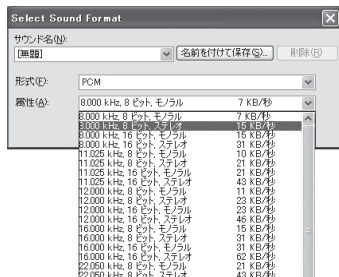 Select Sound Format
サウンド名(N):
[無題]
名前を付けて保存(S)...
削除(R)
形式(F):
PCM
属性(A):
8.000 kHz, 8 ビット, モノラル 7 KB/秒
8.000 kHz, 8 ビット, モノラル 7 KB/秒
8.000 kHz, 8 ビット, ステレオ 15 KB/秒
8.000 kHz, 16 ビット, モノラル 15 KB/秒
8.000 kHz, 16 ビット, ステレオ 31 KB/秒
11.025 kHz, 8 ビット, モノラル 10 KB/秒
11.025 kHz, 8 ビット, ステレオ 21 KB/秒
11.025 kHz, 16 ビット, モノラル 21 KB/秒
11.025 kHz, 16 ビット, ステレオ 43 KB/秒
12.000 kHz, 8 ビット, モノラル 11 KB/秒
12.000 kHz, 8 ビット, ステレオ 23 KB/秒
12.000 kHz, 16 ビット, モノラル 23 KB/秒
12.000 kHz, 16 ビット, ステレオ 46 KB/秒
16.000 kHz, 8 ビット, モノラル 15 KB/秒
16.000 kHz, 8 ビット, ステレオ 31 KB/秒
16.000 kHz, 16 ビット, モノラル 31 KB/秒
16.000 kHz, 16 ビット, ステレオ 62 KB/秒
22.050 kHz, 8 ビット, モノラル 21 KB/秒
22.050 kHz, 8 ビット, ステレオ 43 KB/秒